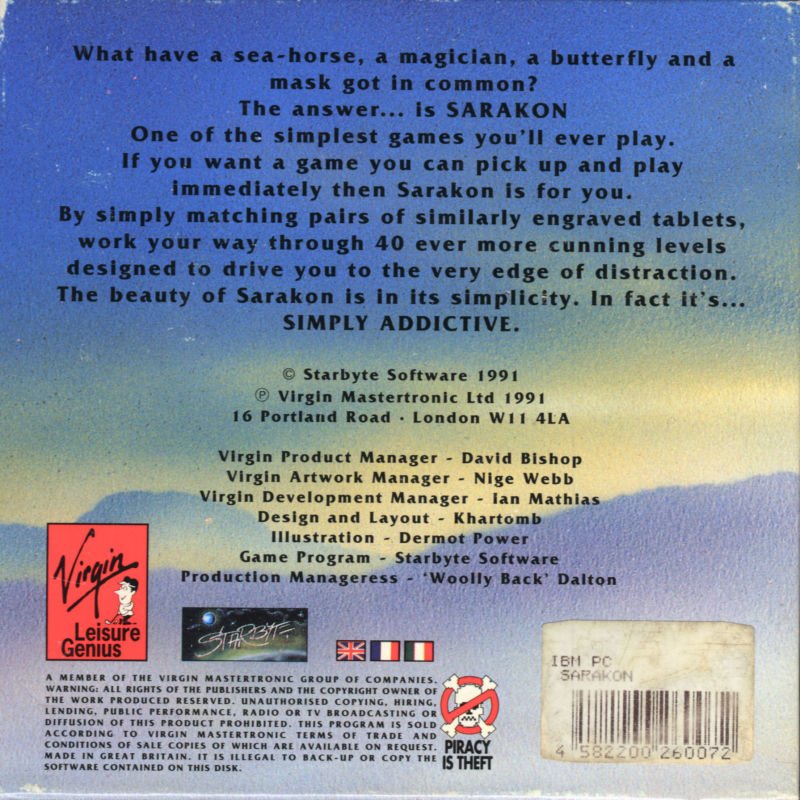 What have a sea-horse, a magician, a butterfly and a
mask got in common?
The answer... is SARAKON
One of the simplest games you'll ever play.
If you want a game you can pick up and play
immediately then Sarakon is for you.
By simply matching pairs of similarly engraved tablets,
work your way through 40 ever more cunning levels
designed to drive you to the very edge of distraction.
The beauty of Sarakon is in its simplicity. In fact it's...
SIMPLY ADDICTIVE.
© Starbyte Software 1991
℗ Virgin Mastertronic Ltd 1991
16 Portland Road · London W11 4LA
Virgin Product Manager - David Bishop
Virgin Artwork Manager - Nige Webb
Virgin Development Manager - Ian Mathias
Design and Layout - Khartomb
Illustration - Dermot Power
Game Program - Starbyte Software
Production Manageress - 'Woolly Back' Dalton
Virgin
Leisure
Genius
STARBYTE
A MEMBER OF THE VIRGIN MASTERTRONIC GROUP OF COMPANIES.
WARNING: ALL RIGHTS OF THE PUBLISHERS AND THE COPYRIGHT OWNER OF
THE WORK PRODUCED RESERVED. UNAUTHORISED COPYING, HIRING,
LENDING, PUBLIC PERFORMANCE, RADIO OR TV BROADCASTING OR
DIFFUSION OF THIS PRODUCT PROHIBITED. THIS PROGRAM IS SOLD
ACCORDING TO VIRGIN MASTERTRONIC TERMS OF TRADE AND
CONDITIONS OF SALE COPIES OF WHICH ARE AVAILABLE ON REQUEST.
MADE IN GREAT BRITAIN. IT IS ILLEGAL TO BACK-UP OR COPY THE
SOFTWARE CONTAINED ON THIS DISK.
PIRACY
IS THEFT
IBM PC
SARAKON
4 582200 260072